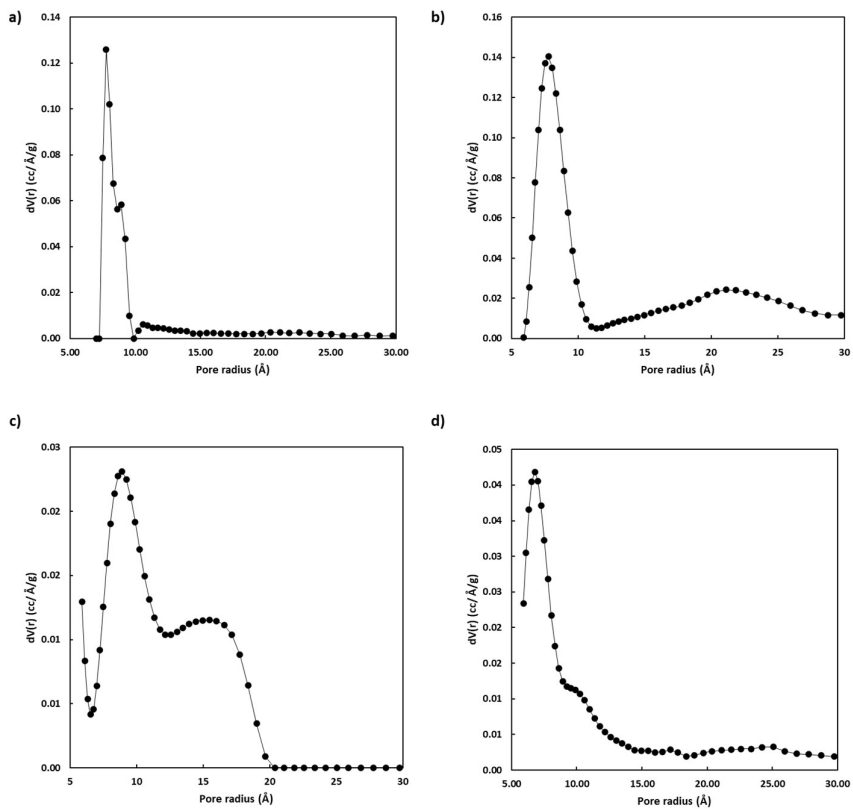 a)
0.14
0.12
0.10
0.08
0.06
0.04
0.02
0.00
dV(r) (cc/ Å/g)
5.00 10.00 15.00 20.00 25.00 30.00
Pore radius (Å)
b)
0.16
0.14
0.12
0.10
0.08
0.06
0.04
0.02
0.00
dV(r) (cc/ Å/g)
5 10 15 20 25 30
Pore radius (Å)
c)
0.03
0.02
0.02
0.01
0.01
0.00
dV(r) (cc/ Å/g)
5 10 15 20 25 30
Pore radius (Å)
d)
0.05
0.04
0.04
0.03
0.03
0.02
0.02
0.01
0.01
0.00
dV(r) (cc/ Å/g)
5.00 10.00 15.00 20.00 25.00 30.00
Pore radius (Å)